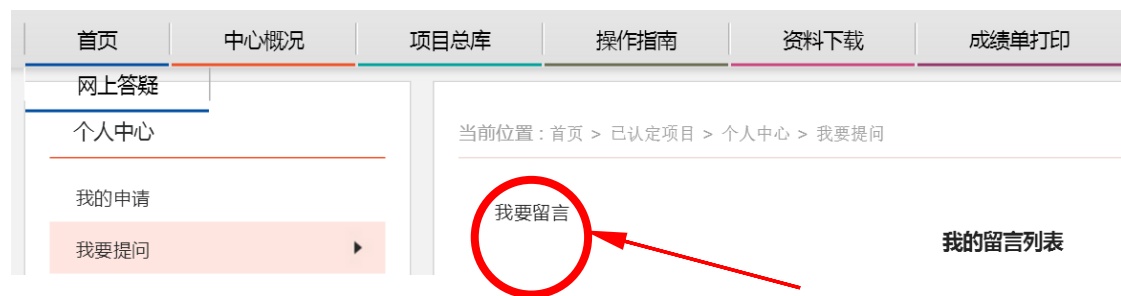 首页 中心概况 项目总库 操作指南 资料下载 成绩单打印
网上答疑
个人中心
当前位置：首页 > 已认定项目 > 个人中心 > 我要提问
我的申请
我要留言
我要提问
我的留言列表